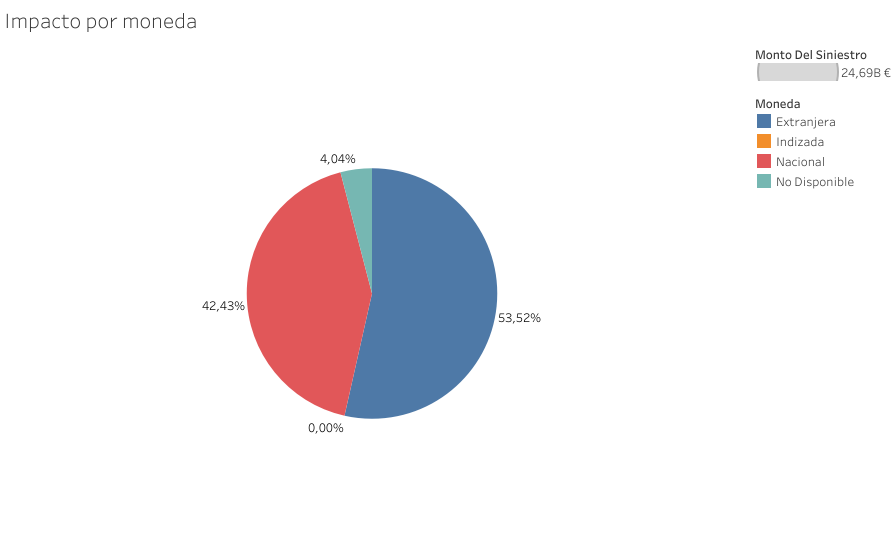 Impacto por moneda
Monto Del Siniestro
24,69B €
Moneda
Extranjera
Indizada
Nacional
No Disponible
4,04%
42,43%
53,52%
0,00%